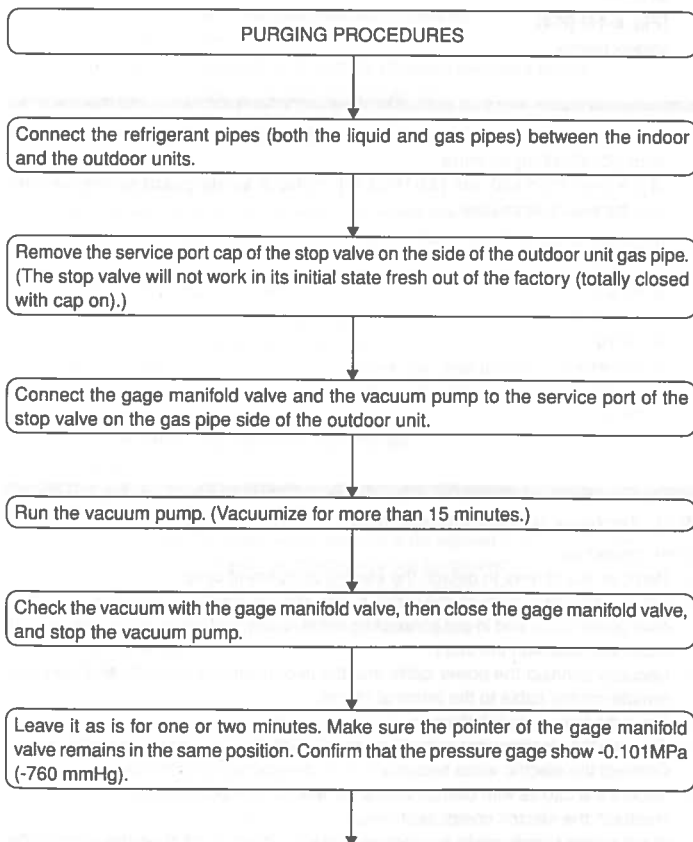 PURGING PROCEDURES
Connect the refrigerant pipes (both the liquid and gas pipes) between the indoor
and the outdoor units.
Remove the service port cap of the stop valve on the side of the outdoor unit gas pipe.
(The stop valve will not work in its initial state fresh out of the factory (totally closed
with cap on).)
Connect the gage manifold valve and the vacuum pump to the service port of the
stop valve on the gas pipe side of the outdoor unit.
Run the vacuum pump. (Vacuumize for more than 15 minutes.)
Check the vacuum with the gage manifold valve, then close the gage manifold valve,
and stop the vacuum pump.
Leave it as is for one or two minutes. Make sure the pointer of the gage manifold
valve remains in the same position. Confirm that the pressure gage show -0.101MPa
(-760 mmHg).